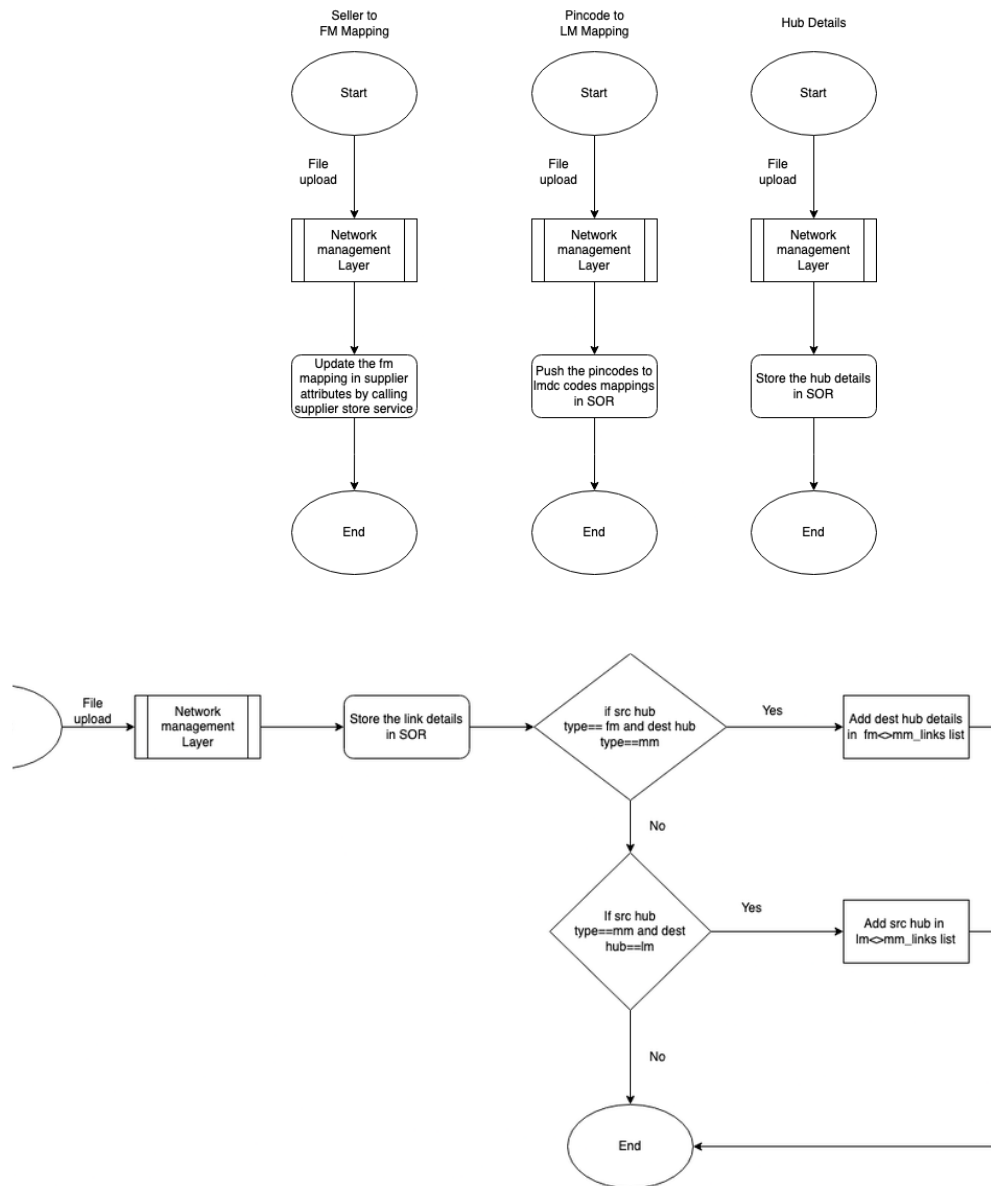 Seller to
FM Mapping
Start
File
upload
Network
management
Layer
Update the fm
mapping in supplier
attributes by calling
supplier store service
End
Pincode to
LM Mapping
Start
File
upload
Network
management
Layer
Push the pincodes to
lmdc codes mappings
in SOR
End
Hub Details
Start
File
upload
Network
management
Layer
Store the hub details
in SOR
End
File
upload
Network
management
Layer
Store the link details
in SOR
if src hub
type== fm and dest hub
type==mm
Yes
Add dest hub details
in fm<>mm_links list
No
If src hub
type==mm and dest
hub==lm
Yes
Add src hub in
lm<>mm_links list
No
End